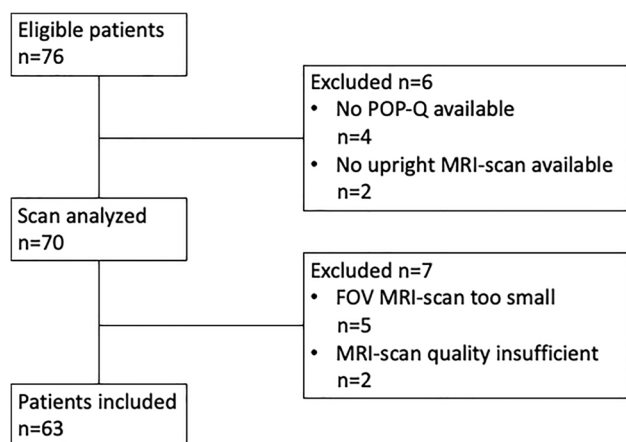 Eligible patients
n=76
Excluded n=6
• No POP-Q available
n=4
• No upright MRI-scan available
n=2
Scan analyzed
n=70
Excluded n=7
• FOV MRI-scan too small
n=5
• MRI-scan quality insufficient
n=2
Patients included
n=63